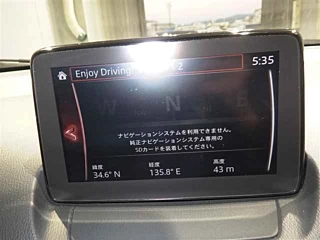 Enjoy Driving! 2
5:35
W N E
ナビゲーションシステムを利用できません。
純正ナビゲーションシステム専用の
SDカードを装着してください。
緯度 経度 高度
34.6° N 135.8° E 43 m